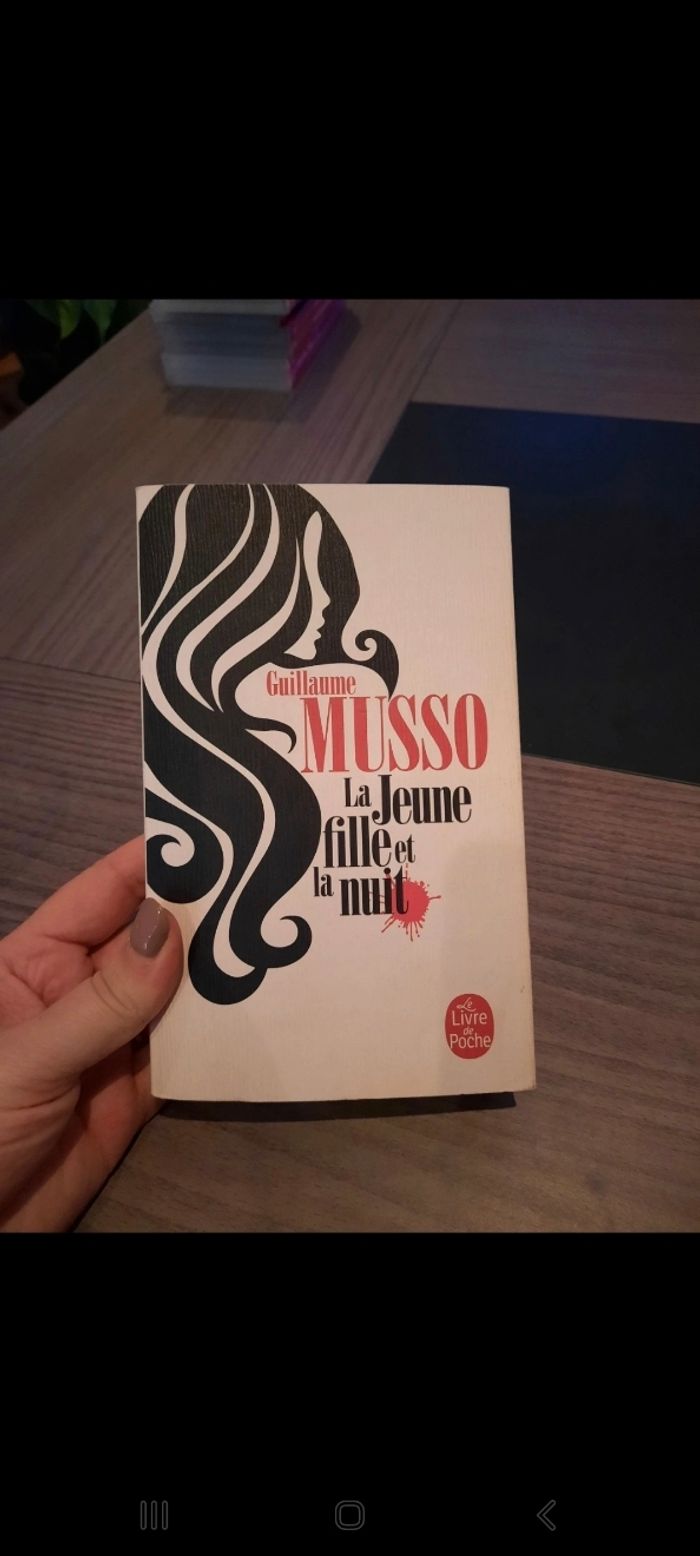 Guillaume
MUSSO
La Jeune
fille et
la nuit
Le
Livre
de
Poche